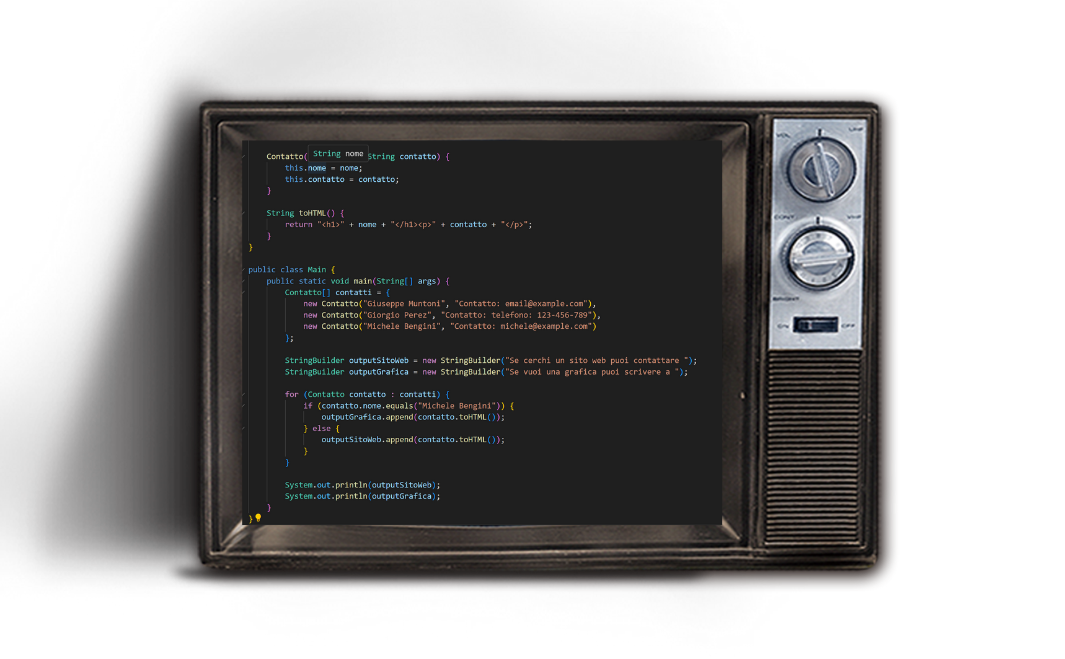 Contatto(String nome String contatto) {
this.nome = nome;
this.contatto = contatto;
}
String toHTML() {
return "<h1>" + nome + "</h1><p>" + contatto + "</p>";
}
}
public class Main {
public static void main(String[] args) {
Contatto[] contatti = {
new Contatto("Giuseppe Muntoni", "Contatto: email@example.com"),
new Contatto("Giorgio Perez", "Contatto: telefono: 123-456-789"),
new Contatto("Michele Bengini", "Contatto: michele@example.com")
};
StringBuilder outputSitoWeb = new StringBuilder("Se cerchi un sito web puoi contattare ");
StringBuilder outputGrafica = new StringBuilder("Se vuoi una grafica puoi scrivere a ");
for (Contatto contatto : contatti) {
if (contatto.nome.equals("Michele Bengini")) {
outputGrafica.append(contatto.toHTML());
} else {
outputSitoWeb.append(contatto.toHTML());
}
}
System.out.println(outputSitoWeb);
System.out.println(outputGrafica);
}
}
VOL UHF
CONT VHF
BRIGHT
ON OFF